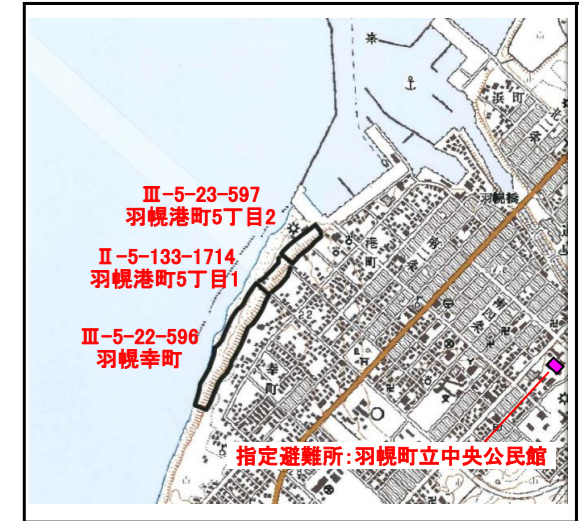 浜町
羽幌橋
Ⅲ-5-23-597
羽幌港町5丁目2
港町
Ⅱ-5-133-1714
羽幌港町5丁目1
22
Ⅲ-5-22-596
羽幌幸町
幸町
指定避難所:羽幌町立中央公民館